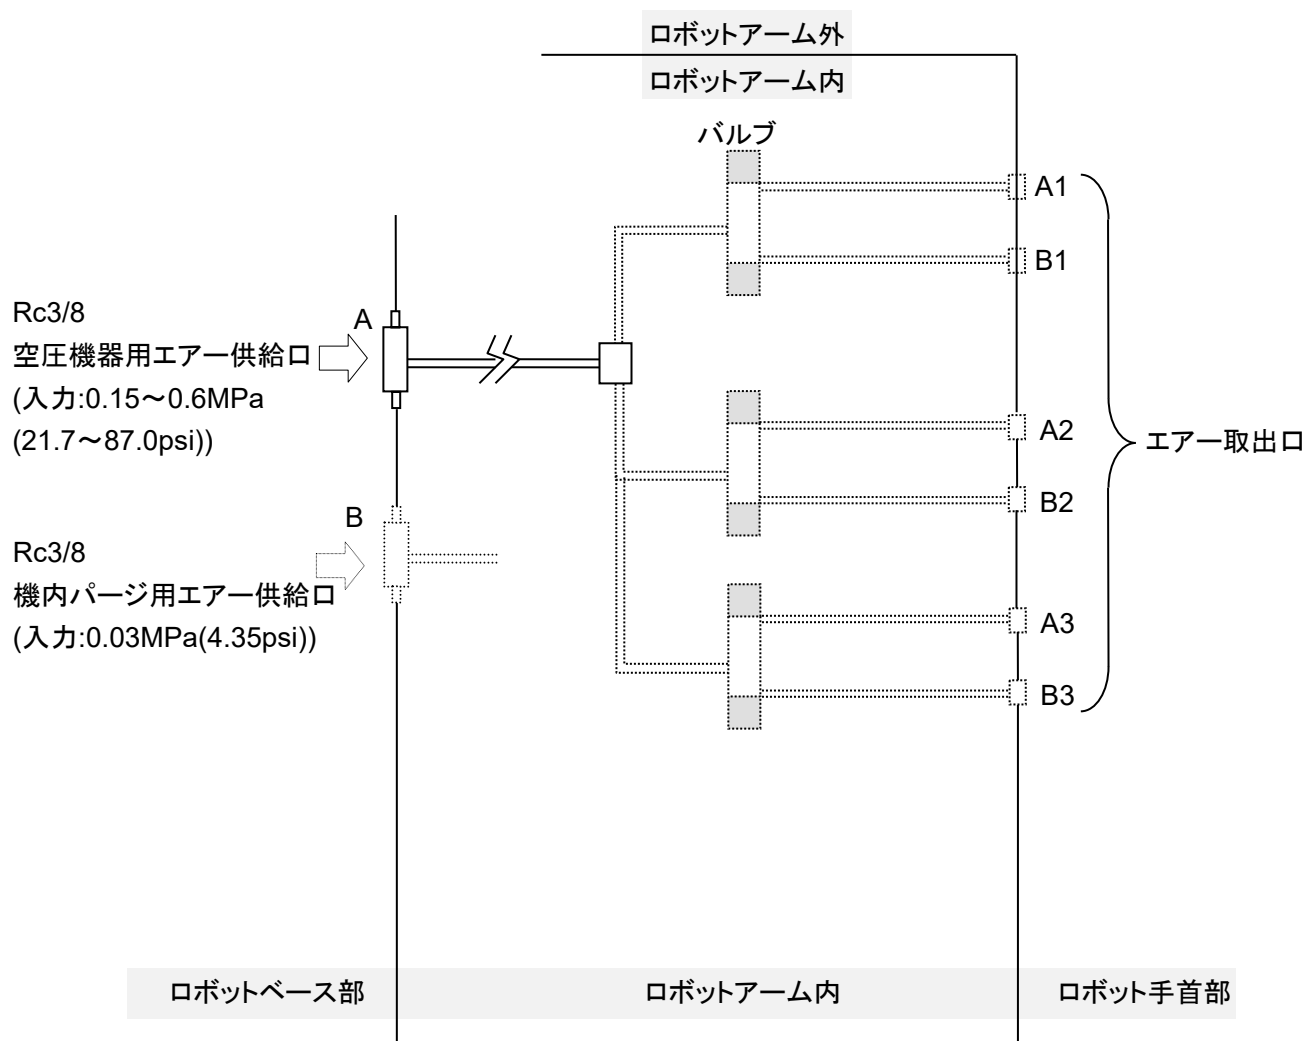 ロボットアーム外
ロボットアーム内
バルブ
A1
B1
Rc3/8
空圧機器用エアー供給口
(入力:0.15～0.6MPa
(21.7～87.0psi))
A
A2
エアー取出口
B2
B
Rc3/8
機内パージ用エアー供給口
(入力:0.03MPa(4.35psi))
A3
B3
ロボットベース部
ロボットアーム内
ロボット手首部